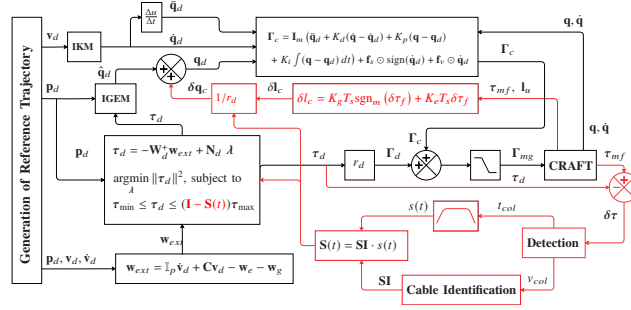 Generation of Reference Trajectory
v_d
IKM
Δu/Δt
q̈_d
q̇_d
Γ_c = I_m (q̈_d + K_d(q̇ - q̇_d) + K_p(q - q_d)
+ K_i ∫(q - q_d) dt) + f_s ⊙ sign(q̇_d) + f_v ⊙ q̇_d
q, q̇
Γ_c
q̂_d
q_d
p_d
IGEM
δq_c
1/r_d
δl_c
δl_c = K_g T_s sgn_m (δτ_f) + K_e T_s δτ_f
τ_mf, l_u
τ_d
Γ_c
q, q̇
p_d
τ_d = -W_d^+ w_ext + N_d λ
argmin_λ ||τ_d||², subject to
τ_min ≤ τ_d ≤ (I - S(t))τ_max
τ_d
r_d
Γ_d
Γ_mg
CRAFT
τ_mf
τ_d
δτ
w_ext
s(t)
t_col
S(t) = SI · s(t)
Detection
p_d, v_d, v̇_d
w_ext = I_p v̇_d + Cv_d - w_e - w_g
SI
Cable Identification
v_col